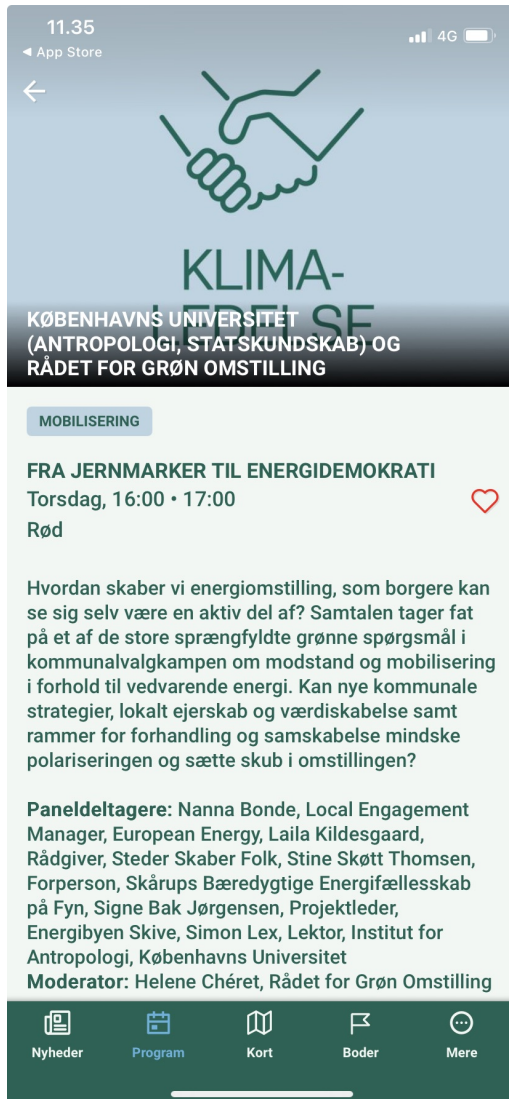 11.35
4G
◀ App Store
KLIMA-
LEDELSE
KØBENHAVNS UNIVERSITET
(ANTROPOLOGI, STATSKUNDSKAB) OG
RÅDET FOR GRØN OMSTILLING
MOBILISERING
FRA JERNMARKER TIL ENERGIDEMOKRATI
Torsdag, 16:00 • 17:00
Rød
Hvordan skaber vi energiomstilling, som borgere kan
se sig selv være en aktiv del af? Samtalen tager fat
på et af de store sprængfyldte grønne spørgsmål i
kommunalvalgkampen om modstand og mobilisering
i forhold til vedvarende energi. Kan nye kommunale
strategier, lokalt ejerskab og værdiskabelse samt
rammer for forhandling og samskabelse mindske
polariseringen og sætte skub i omstillingen?
Paneldeltagere: Nanna Bonde, Local Engagement
Manager, European Energy, Laila Kildesgaard,
Rådgiver, Steder Skaber Folk, Stine Skøtt Thomsen,
Forperson, Skårups Bæredygtige Energifællesskab
på Fyn, Signe Bak Jørgensen, Projektleder,
Energibyen Skive, Simon Lex, Lektor, Institut for
Antropologi, Københavns Universitet
Moderator: Helene Chéret, Rådet for Grøn Omstilling
Nyheder
Program
Kort
Boder
Mere